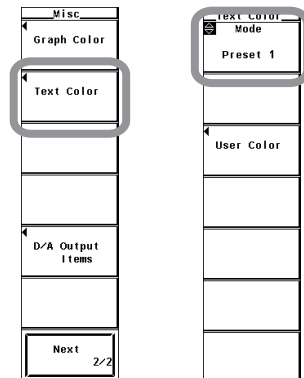 Misc
Graph Color
Text Color
D/A Output
Items
Next
2/2
Text Color
Mode
Preset 1
User Color